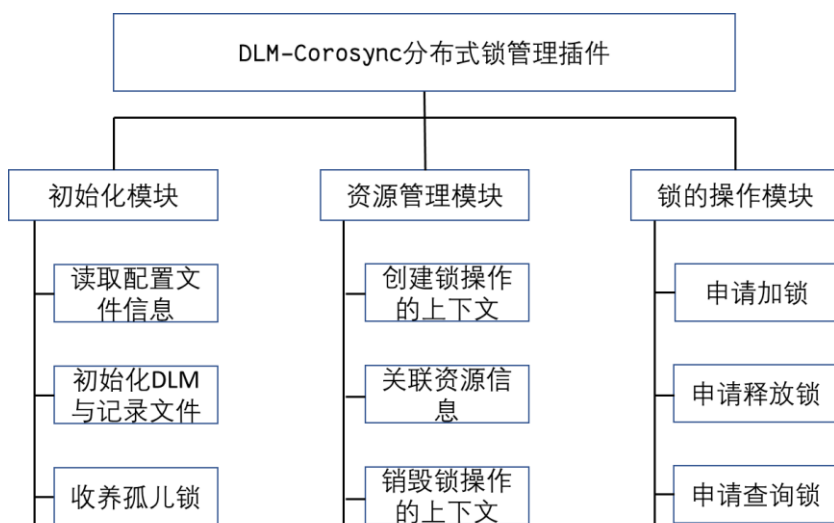 DLM-Corosync分布式锁管理插件
初始化模块
资源管理模块
锁的操作模块
读取配置文
件信息
创建锁操作
的上下文
申请加锁
初始化DLM
与记录文件
关联资源信
息
申请释放锁
收养孤儿锁
销毁锁操作
的上下文
申请查询锁